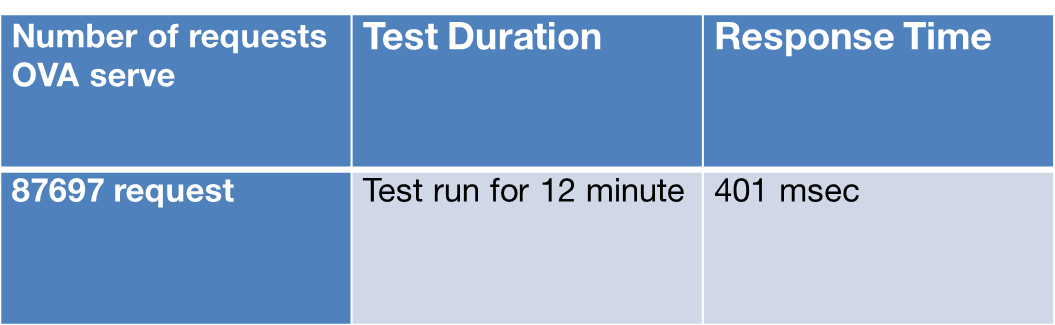 Number of requests
OVA serve
Test Duration
Response Time
87697 request
Test run for 12 minute
401 msec